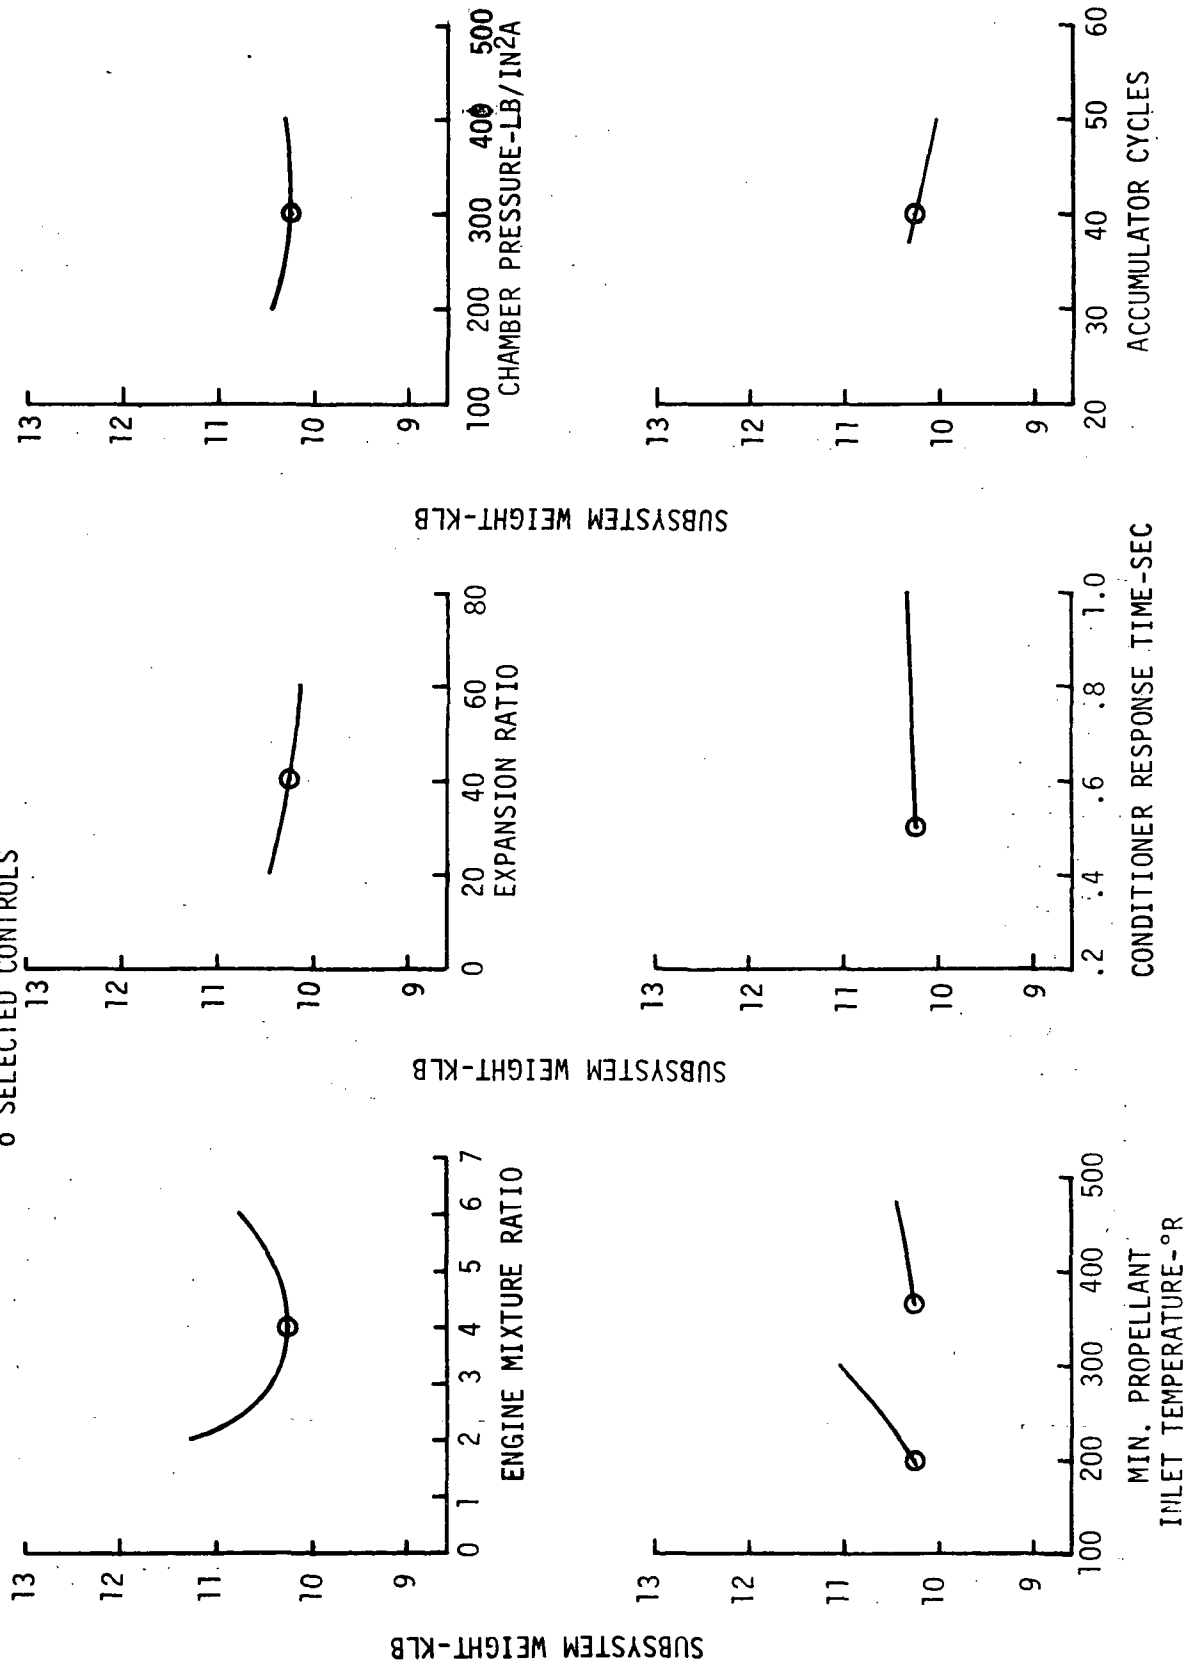 o SELECTED CONTROLS
SUBSYSTEM WEIGHT-KLB
13
12
11
10
9
0 1 2 3 4 5 6 7
ENGINE MIXTURE RATIO
SUBSYSTEM WEIGHT-KLB
13
12
11
10
9
0 20 40 60 80
EXPANSION RATIO
SUBSYSTEM WEIGHT-KLB
13
12
11
10
9
100 200 300 400 500
CHAMBER PRESSURE-LB/IN2A
13
12
11
10
9
100 200 300 400 500
MIN. PROPELLANT
INLET TEMPERATURE-°R
13
12
11
10
9
.2 .4 .6 .8 1.0
CONDITIONER RESPONSE TIME-SEC
13
12
11
10
9
20 30 40 50 60
ACCUMULATOR CYCLES